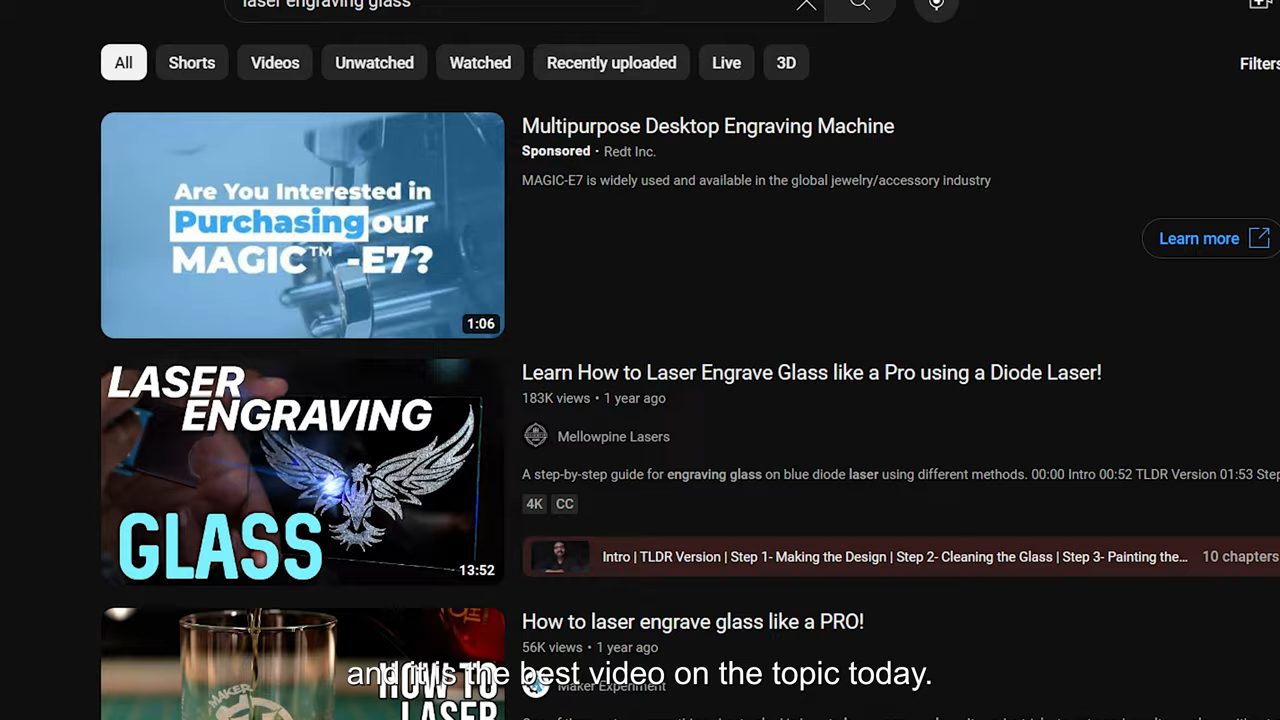 laser engraving glass
All
Shorts
Videos
Unwatched
Watched
Recently uploaded
Live
3D
Filters
Are You Interested in
Purchasing our
MAGIC™ -E7?
1:06
Multipurpose Desktop Engraving Machine
Sponsored · Redt Inc.
MAGIC-E7 is widely used and available in the global jewelry/accessory industry
Learn more
LASER
ENGRAVING
GLASS
13:52
Learn How to Laser Engrave Glass like a Pro using a Diode Laser!
183K views • 1 year ago
Mellowpine Lasers
A step-by-step guide for engraving glass on blue diode laser using different methods. 00:00 Intro 00:52 TLDR Version 01:53 Step
4K
CC
Intro | TLDR Version | Step 1- Making the Design | Step 2- Cleaning the Glass | Step 3- Painting the...
10 chapters
MAKER
HOW TO
LASER
How to laser engrave glass like a PRO!
56K views • 1 year ago
Maker Experiment
and it is the best video on the topic today.